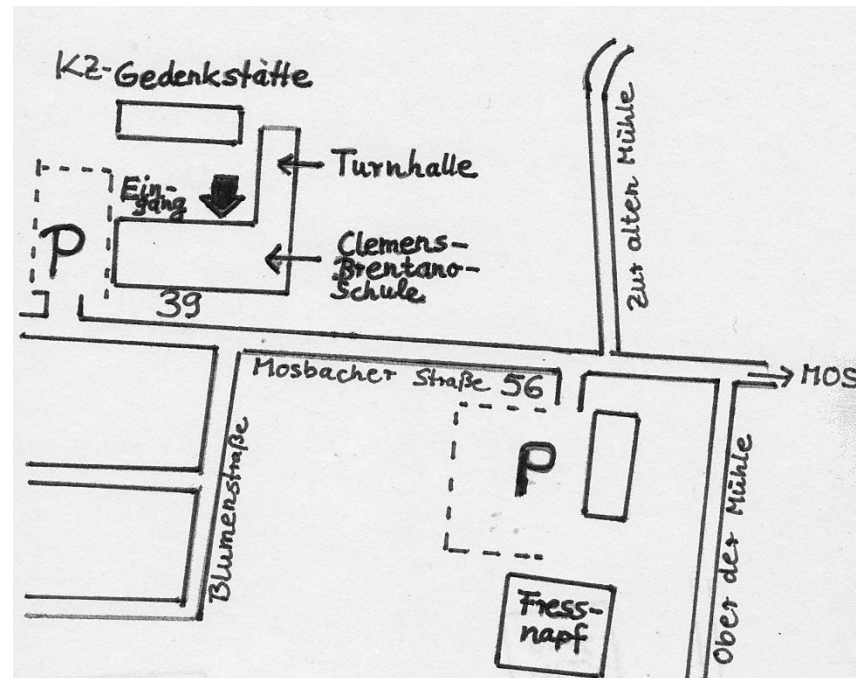 KZ-Gedenkstätte
Turnhalle
Ein-
gang
P
Clemens-
Brentano-
Schule
39
Zur alten Mühle
Mosbacher Straße 56
MOS
P
Blumenstraße
Ober der Mühle
Fress-
napf